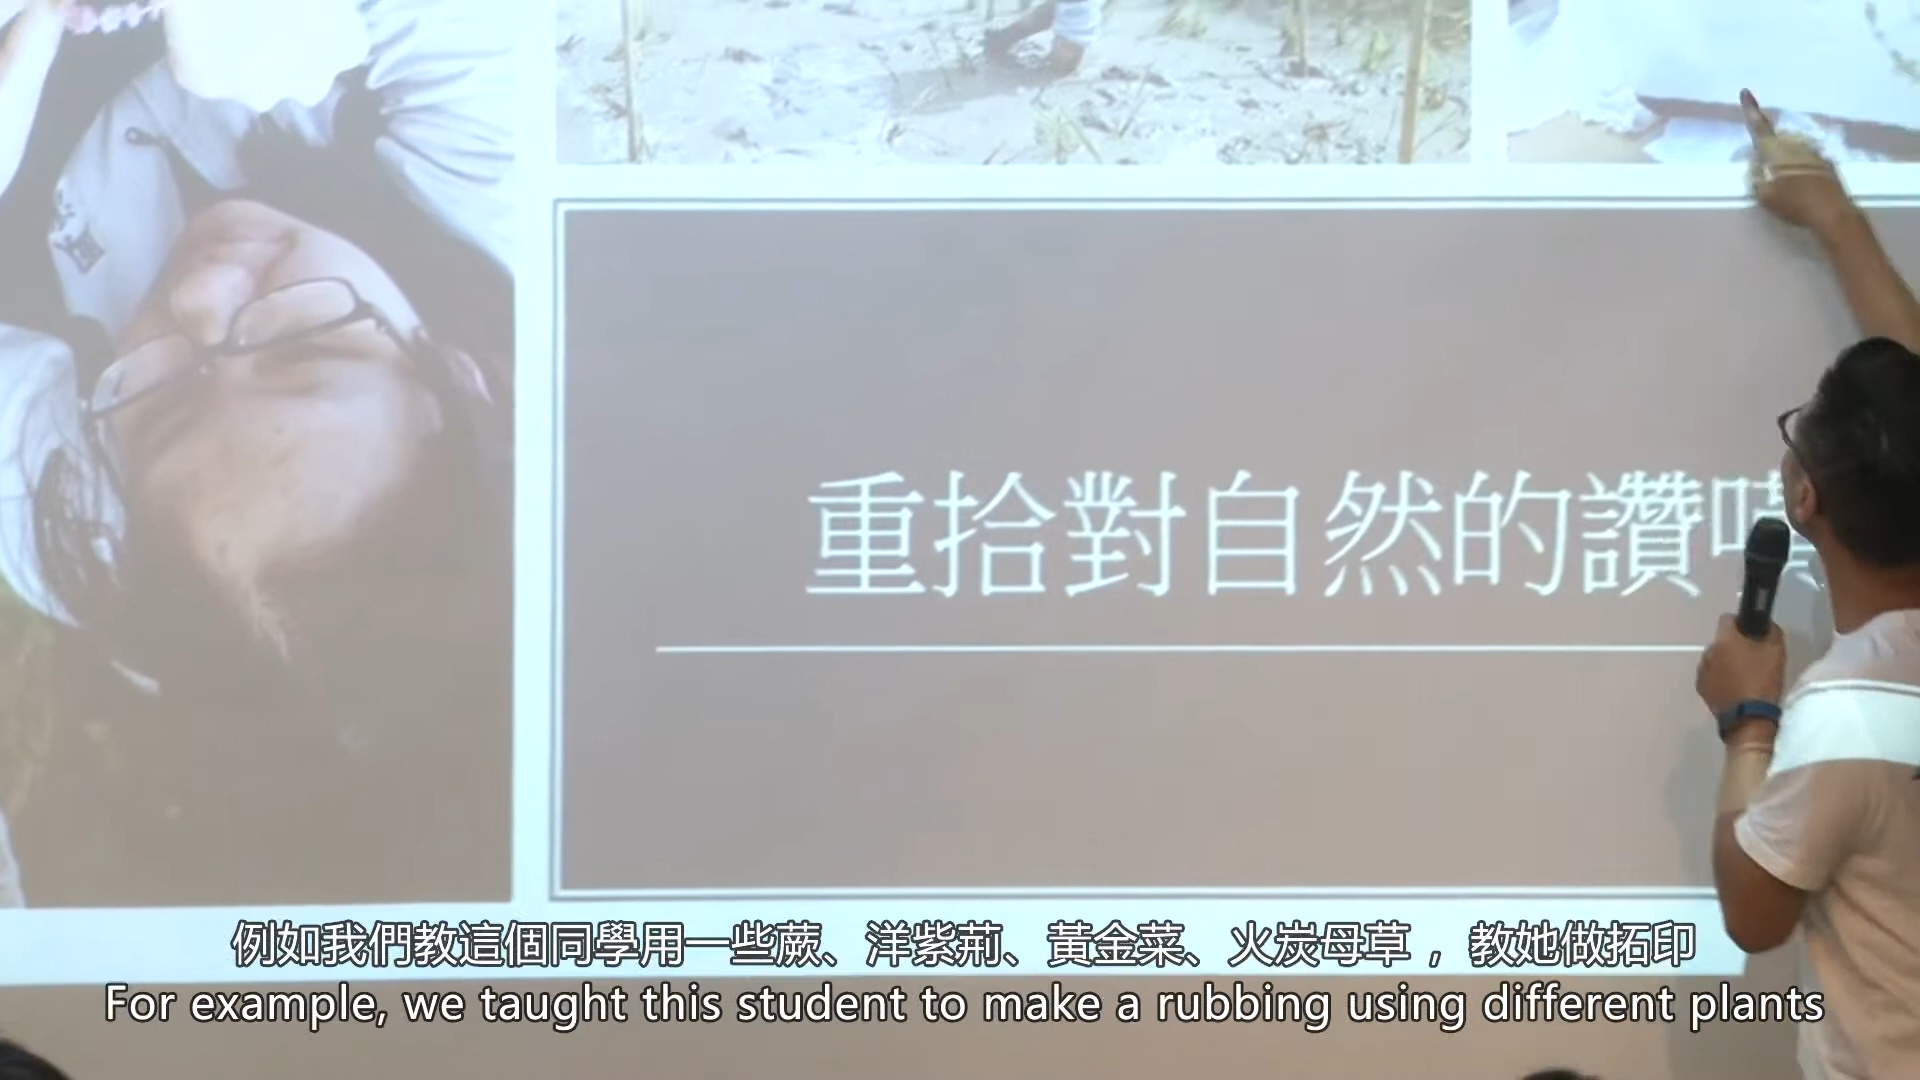 重拾對自然的讚嘆
例如我們教這個同學用一些蕨、洋紫荊、黃金菜、火炭母草，教她做拓印
For example, we taught this student to make a rubbing using different plants